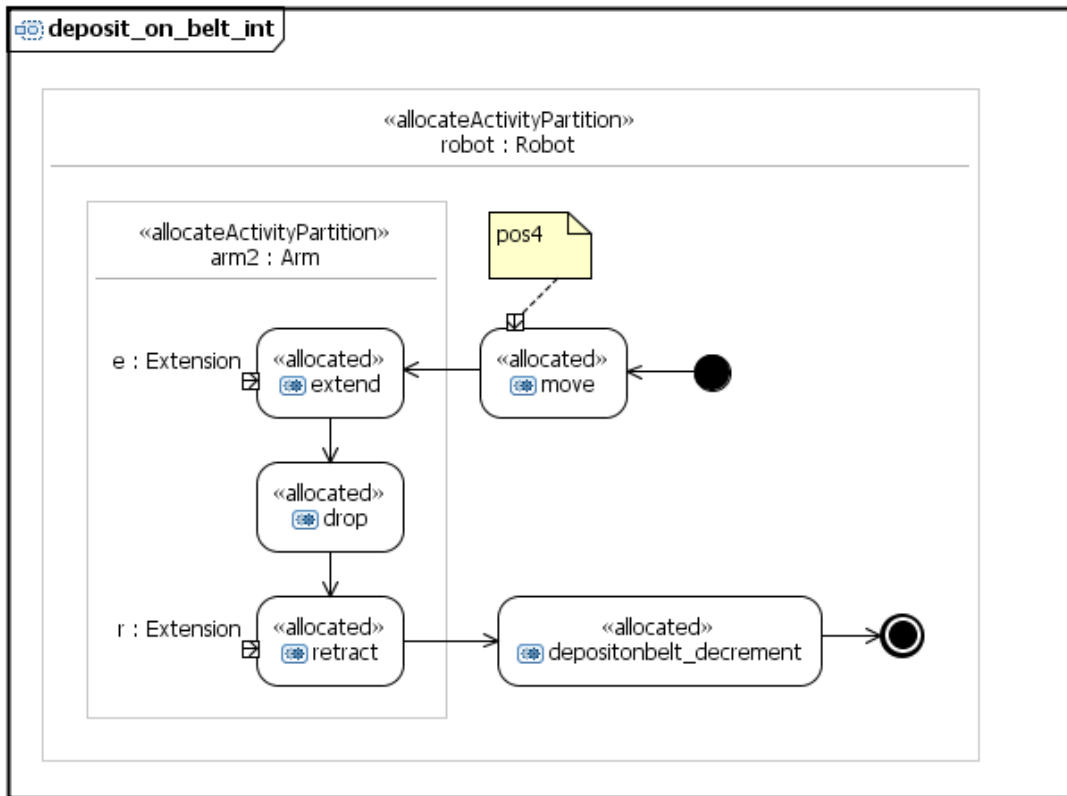 deposit_on_belt_int
«allocateActivityPartition»
robot : Robot
«allocateActivityPartition»
arm2 : Arm
pos4
e : Extension
«allocated»
extend
«allocated»
move
«allocated»
drop
r : Extension
«allocated»
retract
«allocated»
depositonbelt_decrement